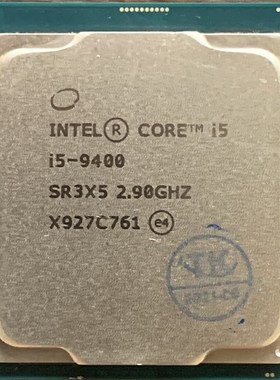 INTEL® CORE™ i5
i5-9400
SR3X5 2.90GHZ
X927C761 e4